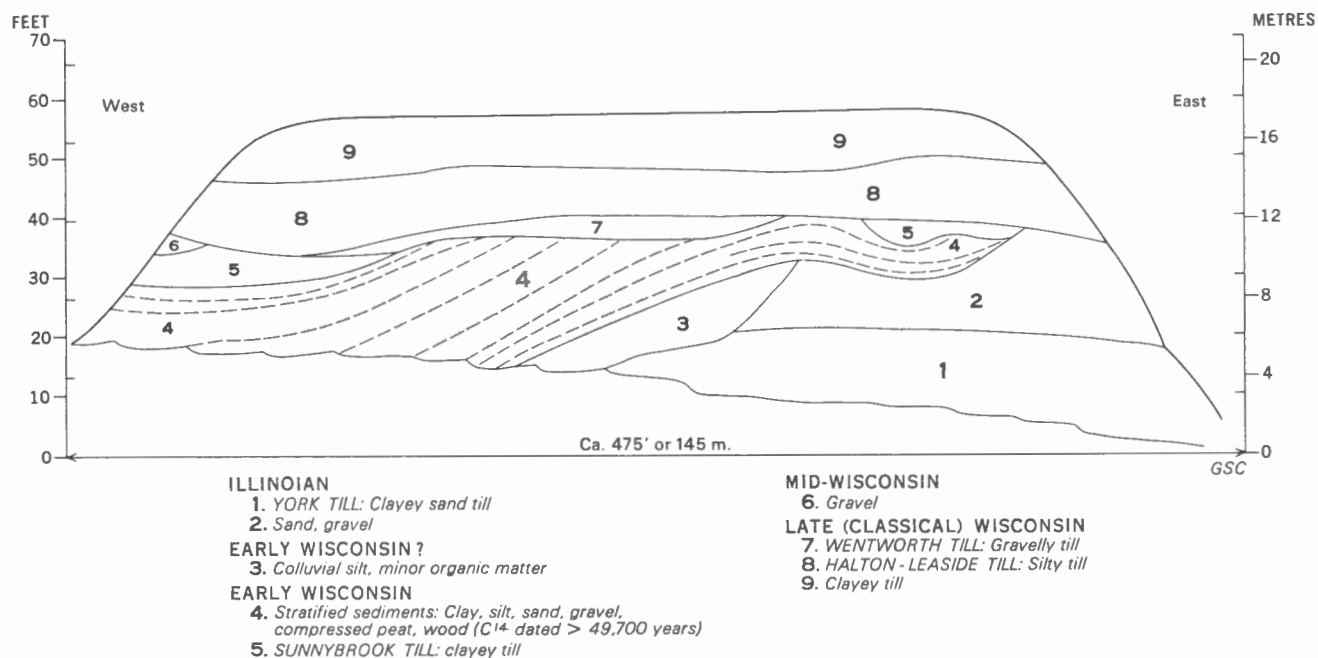 FEET
METRES
70
60
50
40
30
20
10
0
20
16
12
8
4
0
West
East
9
9
8
8
7
6
5
5
4
4
4
3
2
1
Ca. 475' or 145 m.
GSC
ILLINOIAN
1. YORK TILL: Clayey sand till
2. Sand, gravel
EARLY WISCONSIN?
3. Colluvial silt, minor organic matter
EARLY WISCONSIN
4. Stratified sediments: Clay, silt, sand, gravel,
compressed peat, wood (C14 dated > 49,700 years)
5. SUNNYBROOK TILL: clayey till
MID-WISCONSIN
6. Gravel
LATE (CLASSICAL) WISCONSIN
7. WENTWORTH TILL: Gravelly till
8. HALTON-LEASIDE TILL: Silty till
9. Clayey till